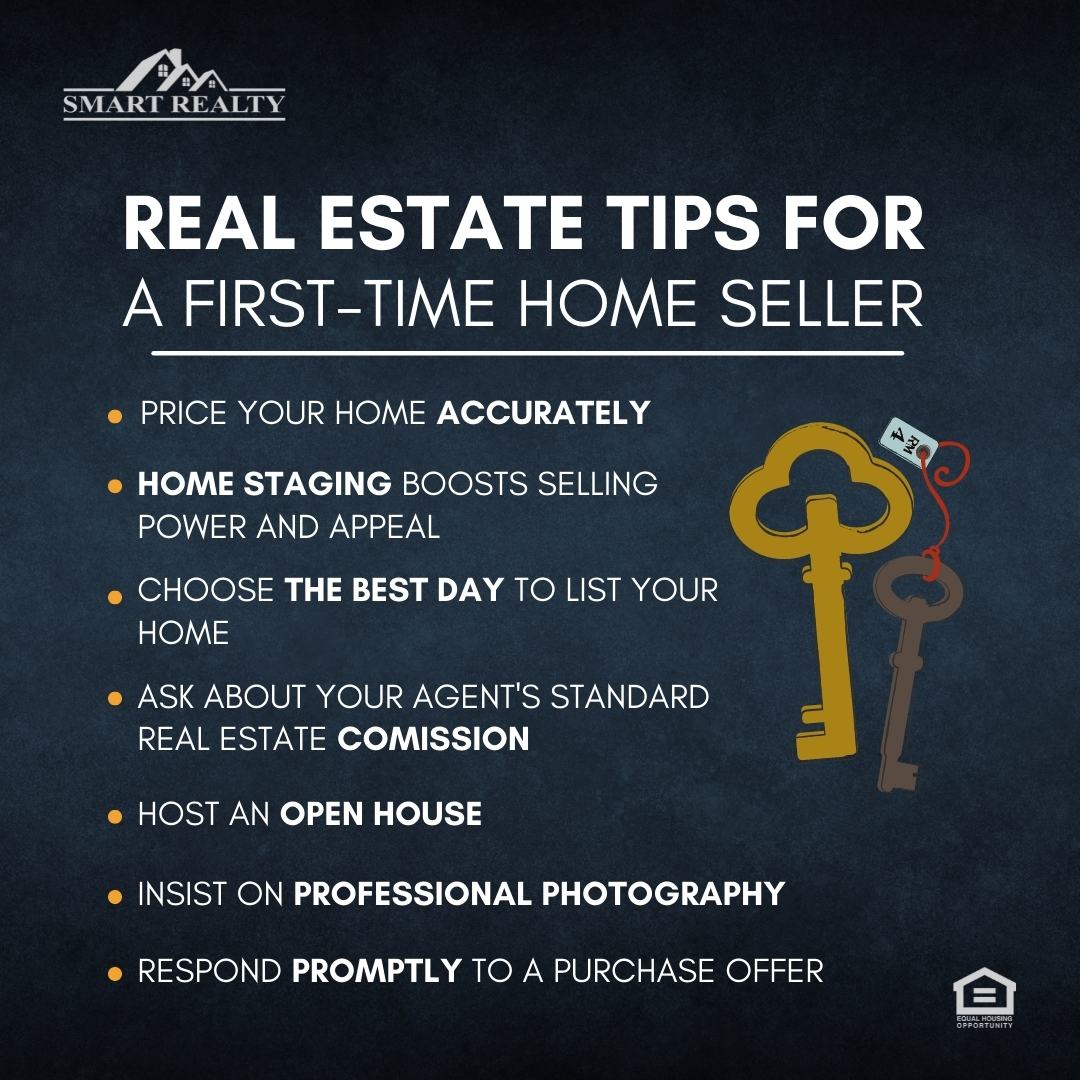 SMART REALTY
REAL ESTATE TIPS FOR
A FIRST-TIME HOME SELLER
PRICE YOUR HOME ACCURATELY
HOME STAGING BOOSTS SELLING
POWER AND APPEAL
CHOOSE THE BEST DAY TO LIST YOUR
HOME
ASK ABOUT YOUR AGENT'S STANDARD
REAL ESTATE COMISSION
HOST AN OPEN HOUSE
INSIST ON PROFESSIONAL PHOTOGRAPHY
RESPOND PROMPTLY TO A PURCHASE OFFER
RM
4
EQUAL HOUSING
OPPORTUNITY